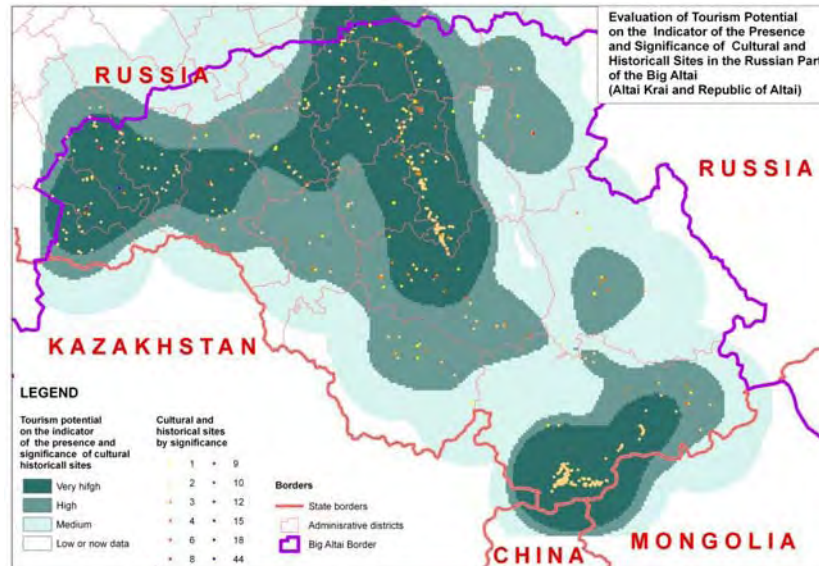 Evaluation of Tourism Potential
on the Indicator of the Presence
and Significance of Cultural and
Historicall Sites in the Russian Part
of the Big Altai
(Altai Krai and Republic of Altai)
RUSSIA
RUSSIA
KAZAKHSTAN
CHINA
MONGOLIA
LEGEND
Tourism potential
on the indicator
of the presence and
significance of cultural
historicall sites
Very hifgh
High
Medium
Low or now data
Cultural and
historical sites
by significance
1 9
2 10
3 12
4 15
6 18
8 44
Borders
State borders
Adminisrative districts
Big Altai Border